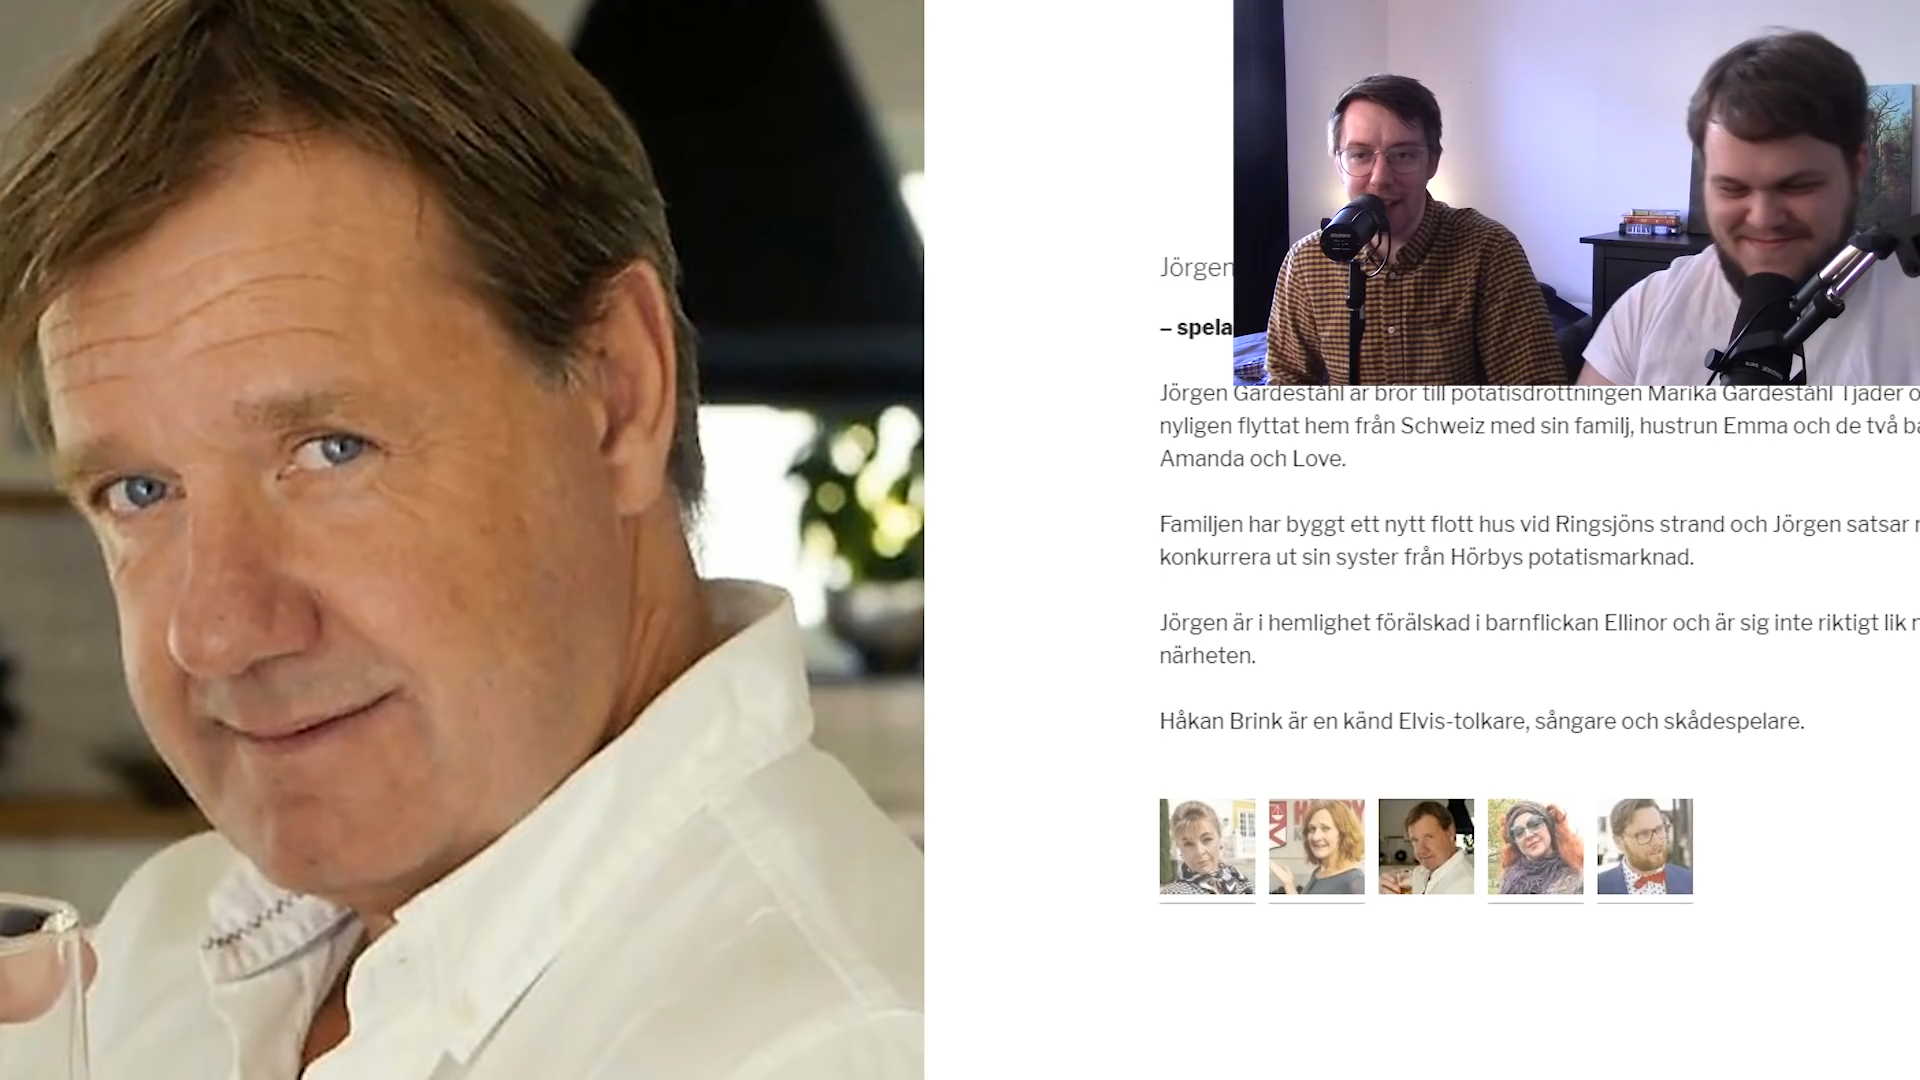 Jörgen
– spela
Jörgen Gårdeståhl är bror till potatisdrottningen Marika Gårdeståhl Tjäder o
nyligen flyttat hem från Schweiz med sin familj, hustrun Emma och de två ba
Amanda och Love.
Familjen har byggt ett nytt flott hus vid Ringsjöns strand och Jörgen satsar n
konkurrera ut sin syster från Hörbys potatismarknad.
Jörgen är i hemlighet förälskad i barnflickan Ellinor och är sig inte riktigt lik n
närheten.
Håkan Brink är en känd Elvis-tolkare, sångare och skådespelare.